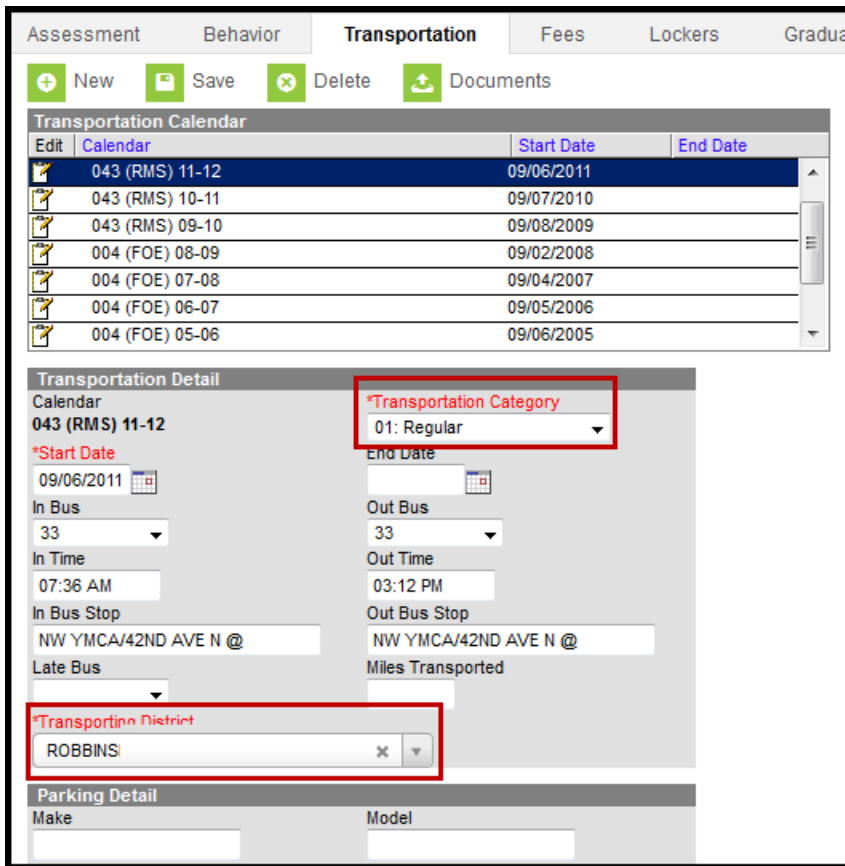 Assessment Behavior Transportation Fees Lockers Gradua
New Save Delete Documents
Transportation Calendar
Edit Calendar Start Date End Date
043 (RMS) 11-12 09/06/2011
043 (RMS) 10-11 09/07/2010
043 (RMS) 09-10 09/08/2009
004 (FOE) 08-09 09/02/2008
004 (FOE) 07-08 09/04/2007
004 (FOE) 06-07 09/05/2006
004 (FOE) 05-06 09/06/2005
Transportation Detail
Calendar *Transportation Category
043 (RMS) 11-12 01: Regular
*Start Date End Date
09/06/2011
In Bus Out Bus
33 33
In Time Out Time
07:36 AM 03:12 PM
In Bus Stop Out Bus Stop
NW YMCA/42ND AVE N @ NW YMCA/42ND AVE N @
Late Bus Miles Transported
*Transporting District
ROBBINS
Parking Detail
Make Model